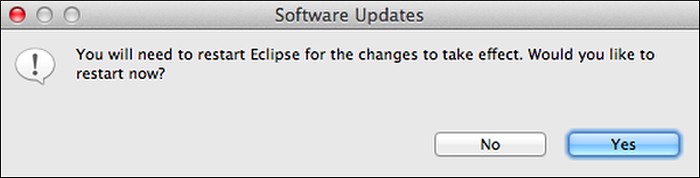 Software Updates
You will need to restart Eclipse for the changes to take effect. Would you like to
restart now?
No
Yes